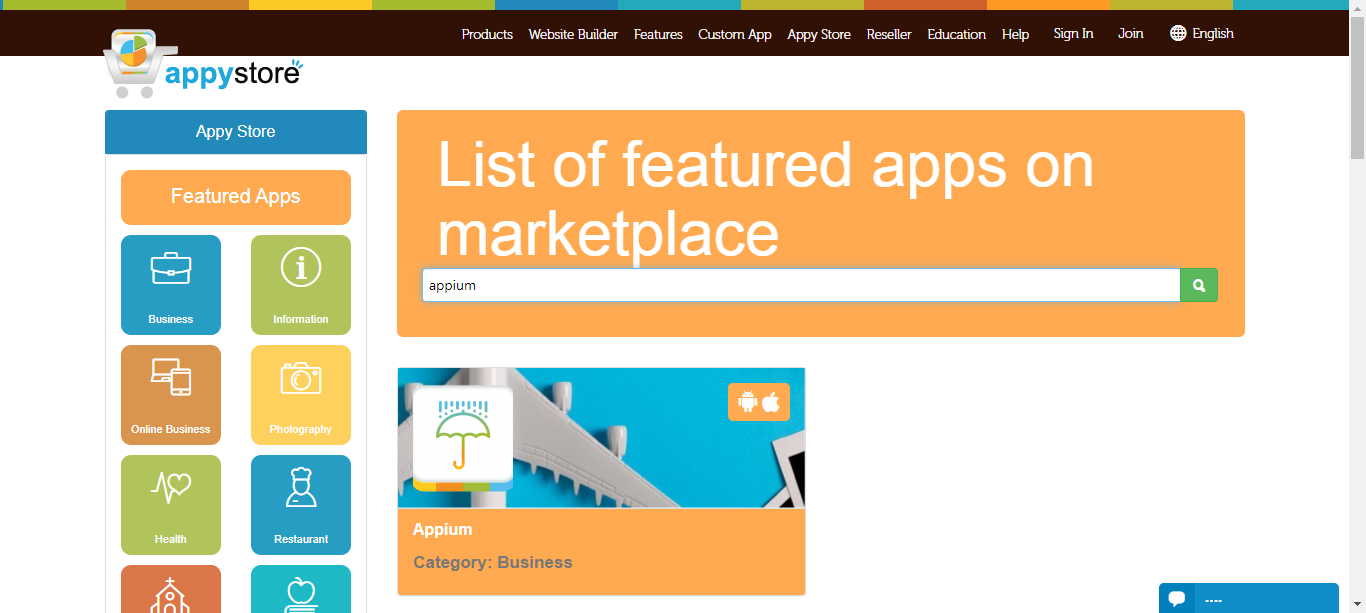 Products Website Builder Features Custom App Appy Store Reseller Education Help Sign In Join English
appystore
Appy Store
Featured Apps
Business Information
Online Business Photography
Health Restaurant
List of featured apps on
marketplace
appium
Appium
Category: Business
----